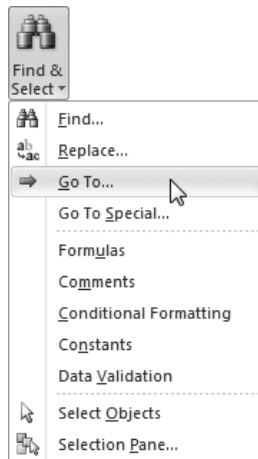 Find &
Select
Find...
Replace...
Go To...
Go To Special...
Formulas
Comments
Conditional Formatting
Constants
Data Validation
Select Objects
Selection Pane...